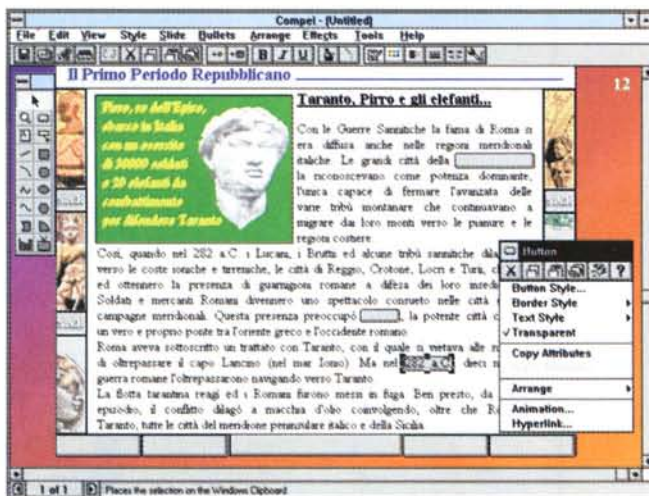 Compel - (Untitled)
File Edit View Style Slide Bullets Arrange Effects Tools Help
B I U
Il Primo Periodo Repubblicano
12
Pirro, re dell'Epiro,
sbarco in Italia
con un esercito
di 30000 soldati
e 20 elefanti da
combattimento
per difendere Taranto
Taranto, Pirro e gli elefanti...
Con le Guerre Sannitiche la fama di Roma si
era diffusa anche nelle regioni meridionali
italiche. Le grandi città della
la riconoscevano come potenza dominante,
l'unica capace di fermare l'avanzata delle
varie tribù montanare che continuavano a
migrare dai loro monti verso le pianure e le
regioni costiere
Così, quando nel 282 a.C. i Lucani, i Bruttii ed alcune tribù sannitiche
verso le coste ioniche e tirreniche, le città di Reggio, Crotone, Locri e Turii,
ed ottennero la presenza di guarnigioni romane a difesa dei loro
Soldati e mercanti Romani divennero uno spettacolo consueto nelle città
campagne meridionali. Questa presenza preoccupò , la potente città
un vero e proprio ponte tra l'oriente greco e l'occidente romano.
Roma aveva sottoscritto un trattato con Taranto, con il quale si vietava alle
di oltrepassare il capo Lancino (nel mar Ionio). Ma nel 282 a.C. dieci
guerra romane l'oltrepassarono navigando verso Taranto
La flotta tarantina reagì ed i Romani furono messi in fuga. Ben presto, da
episodio, il conflitto dilagò a macchia d'olio coinvolgendo, oltre che
Taranto, tutte le città del meridione peninsulare italico e della Sicilia.
Button
?
Button Style...
Border Style
Text Style
Transparent
Copy Attributes
Arrange
Animation...
Hyperlink...
1 of 1 Places the selection on the Windows Clipboard